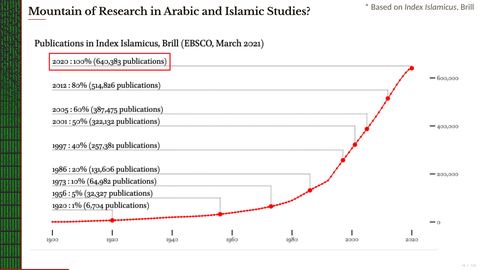 Mountain of Research in Arabic and Islamic Studies?
* Based on Index Islamicus, Brill
Publications in Index Islamicus, Brill (EBSCO, March 2021)
2020 : 100% (640,383 publications)
2012 : 80% (514,826 publications)
2005 : 60% (387,475 publications)
2001 : 50% (322,132 publications)
1997 : 40% (257,381 publications)
1986 : 20% (131,606 publications)
1973 : 10% (64,982 publications)
1956 : 5% (32,327 publications)
1920 : 1% (6,704 publications)
600,000
400,000
200,000
0
1900 1920 1940 1960 1980 2000 2020